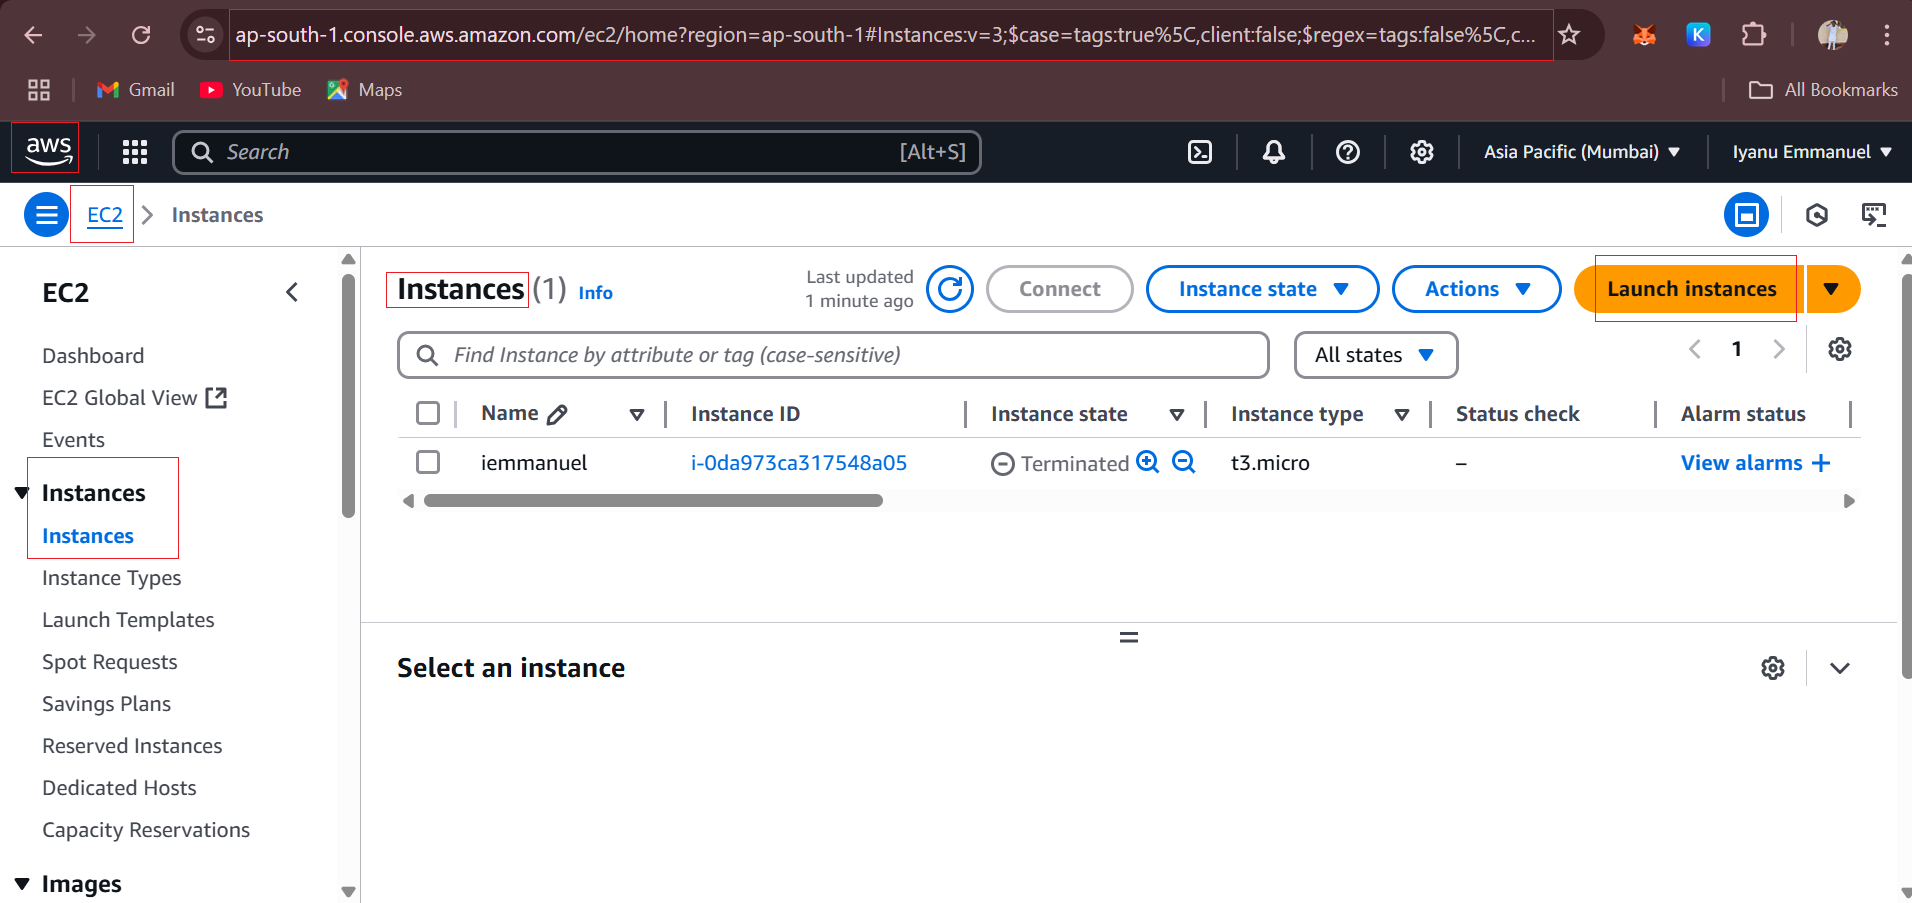 ap-south-1.console.aws.amazon.com/ec2/home?region=ap-south-1#Instances:v=3;$case=tags:true%5C,client:false;$regex=tags:false%5C,c...
K
Gmail
YouTube
Maps
All Bookmarks
aws
Search
[Alt+S]
Asia Pacific (Mumbai)
Iyanu Emmanuel
EC2
Instances
EC2
Dashboard
EC2 Global View
Events
Instances
Instances
Instance Types
Launch Templates
Spot Requests
Savings Plans
Reserved Instances
Dedicated Hosts
Capacity Reservations
Images
Instances (1) Info
Last updated
1 minute ago
Connect
Instance state
Actions
Launch instances
Find Instance by attribute or tag (case-sensitive)
All states
1
Name Instance ID Instance state Instance type Status check Alarm status
iemmanuel i-0da973ca317548a05 Terminated t3.micro – View alarms +
Select an instance